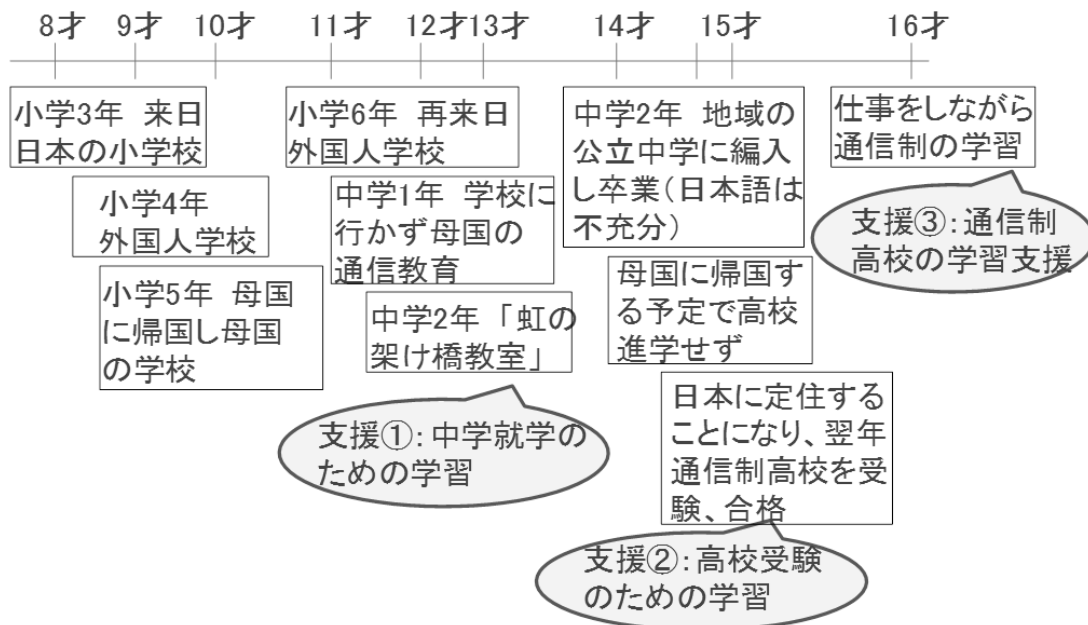 8才 9才 10才 11才 12才 13才 14才 15才 16才
小学3年 来日
日本の小学校
小学4年
外国人学校
小学5年 母国
に帰国し母国
の学校
小学6年 再来日
外国人学校
中学1年 学校に
行かず母国の
通信教育
中学2年 「虹の
架け橋教室」
支援①：中学就学の
ための学習
中学2年 地域の
公立中学に編入
し卒業（日本語は
不充分）
母国に帰国す
る予定で高校
進学せず
日本に定住する
ことになり、翌年
通信制高校を受
験、合格
支援②：高校受験
のための学習
仕事をしながら
通信制の学習
支援③：通信制
高校の学習支援